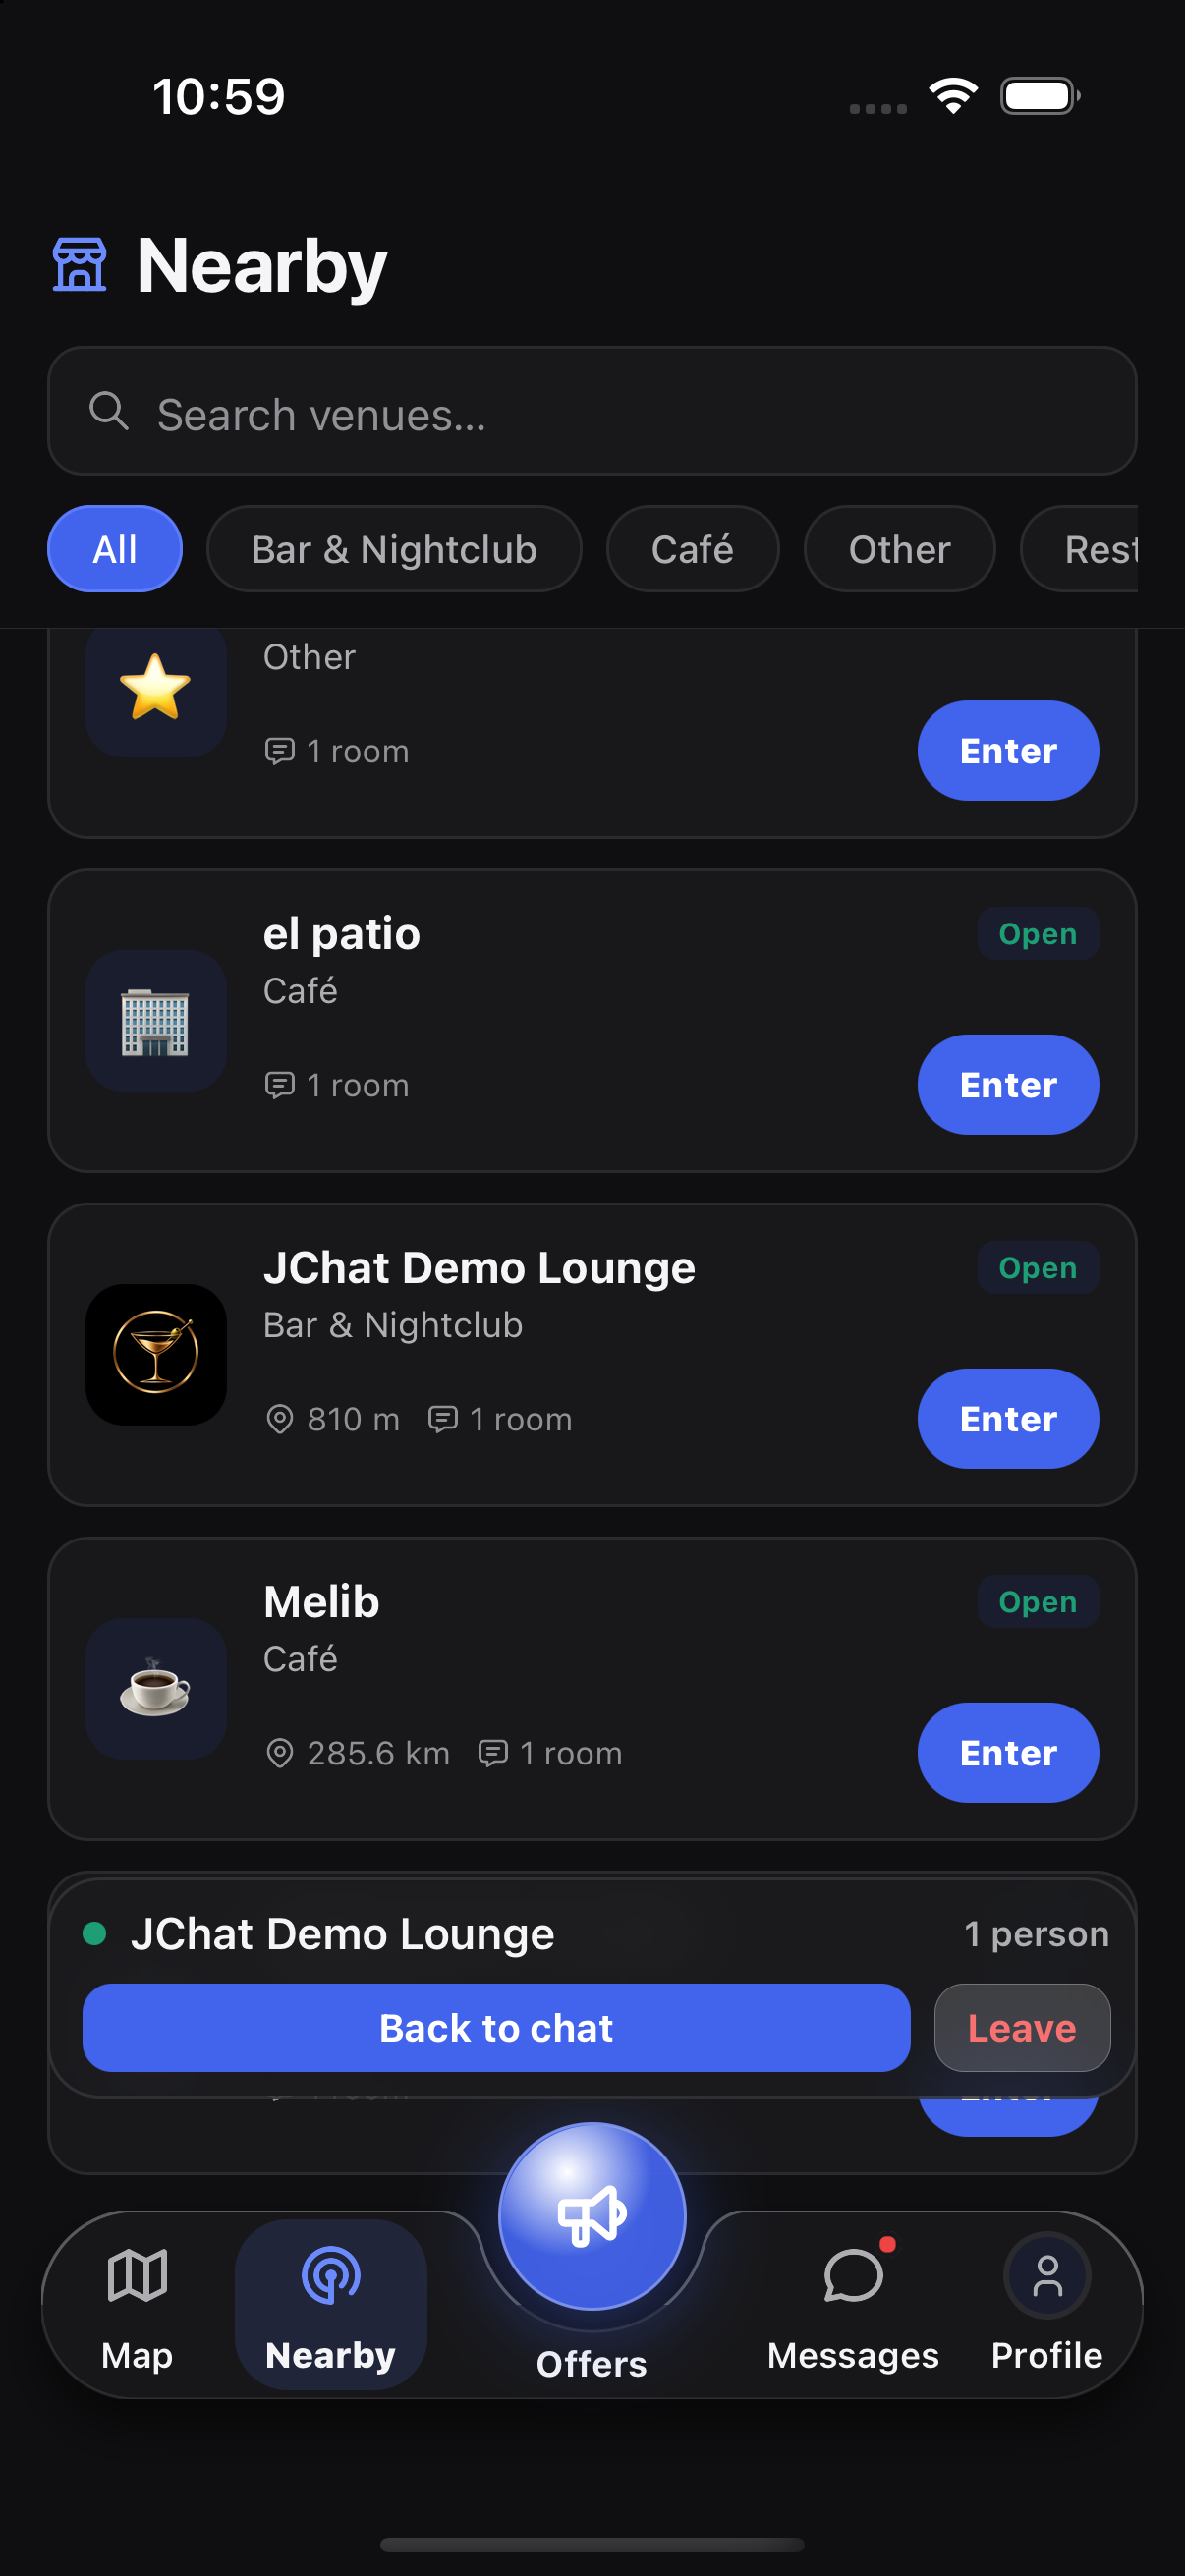 10:59
Nearby
Search venues...
All
Bar & Nightclub
Café
Other
Rest
Other
1 room
Enter
el patio
Open
Café
1 room
Enter
JChat Demo Lounge
Open
Bar & Nightclub
810 m
1 room
Enter
Melib
Open
Café
285.6 km
1 room
Enter
JChat Demo Lounge
1 person
Back to chat
Leave
Map
Nearby
Offers
Messages
Profile